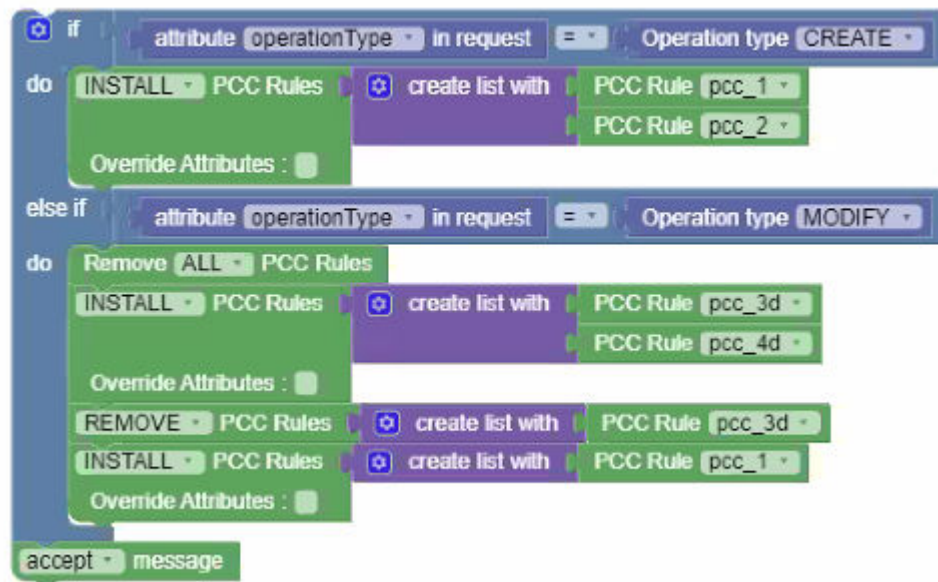 if attribute operationType in request = Operation type CREATE
do INSTALL PCC Rules create list with PCC Rule pcc_1
PCC Rule pcc_2
Override Attributes :
else if attribute operationType in request = Operation type MODIFY
do Remove ALL PCC Rules
INSTALL PCC Rules create list with PCC Rule pcc_3d
PCC Rule pcc_4d
Override Attributes :
REMOVE PCC Rules create list with PCC Rule pcc_3d
INSTALL PCC Rules create list with PCC Rule pcc_1
Override Attributes :
accept message